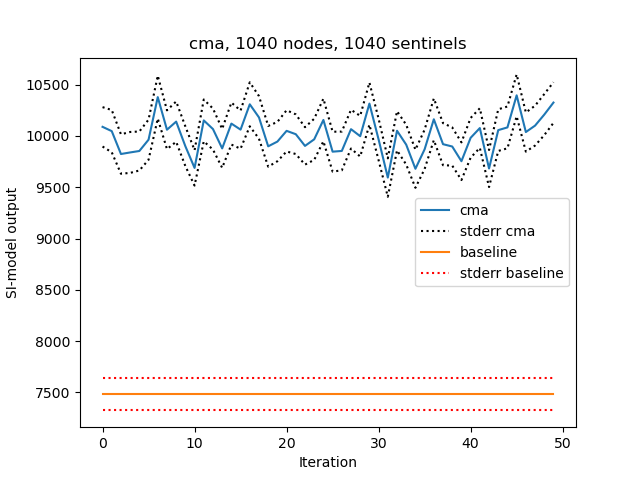 cma, 1040 nodes, 1040 sentinels
10500
10000
9500
9000
8500
8000
7500
SI-model output
cma
stderr cma
baseline
stderr baseline
0 10 20 30 40 50
Iteration